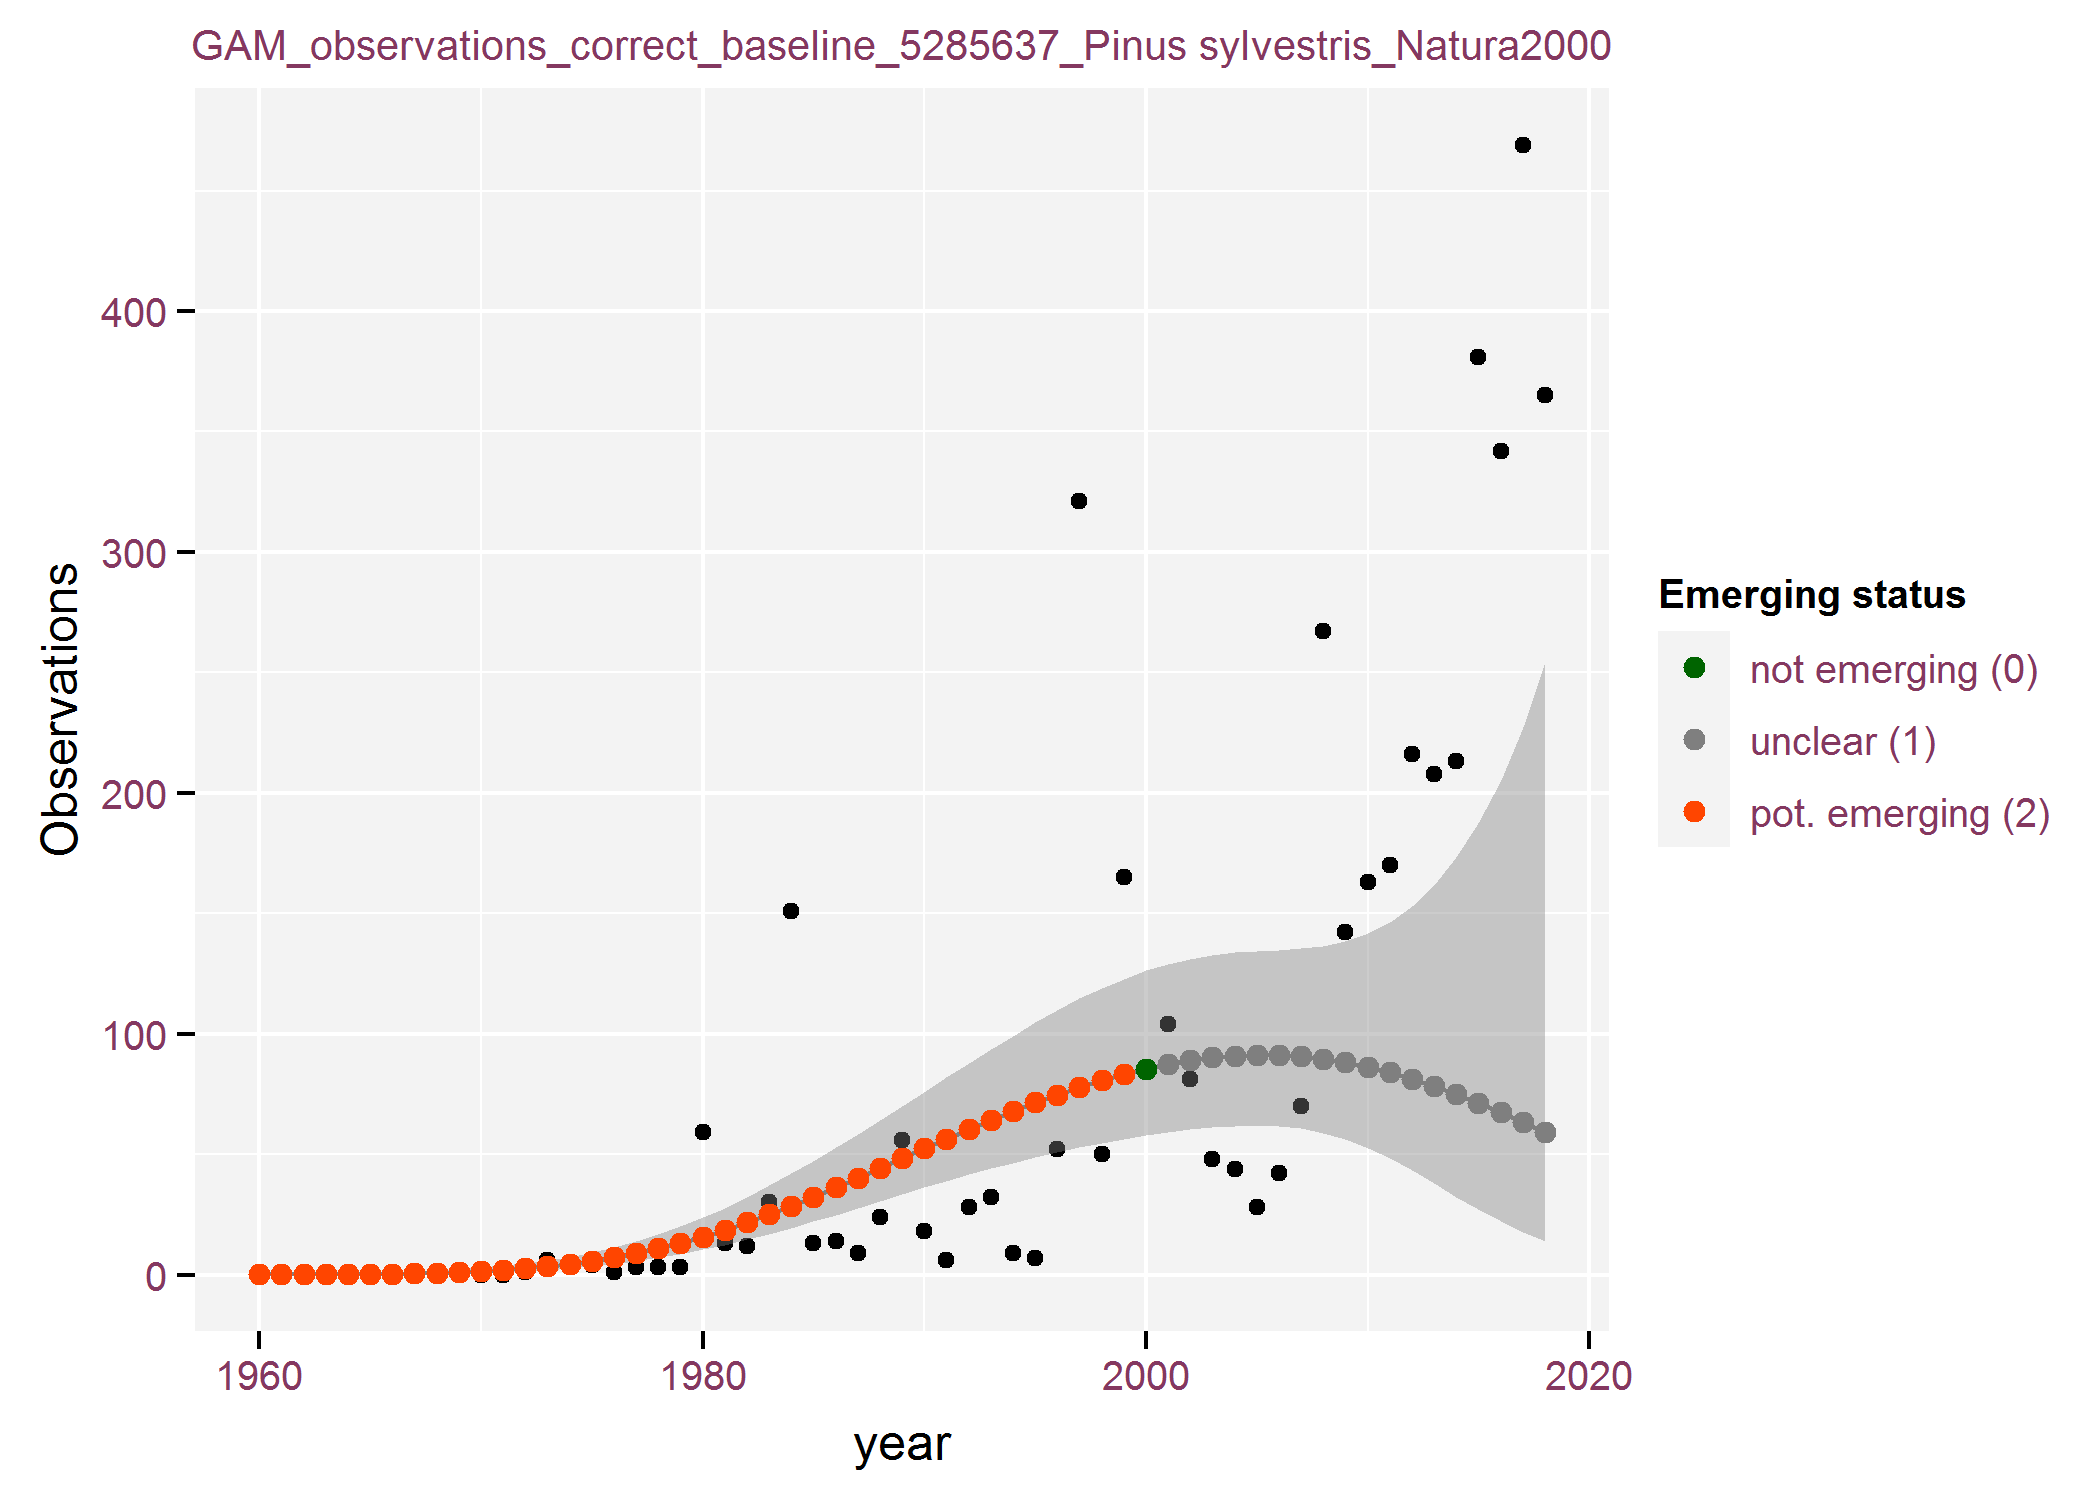 GAM_observations_correct_baseline_5285637_Pinus sylvestris_Natura2000
Observations
400
300
200
100
0
1960
1980
2000
2020
year
Emerging status
not emerging (0)
unclear (1)
pot. emerging (2)